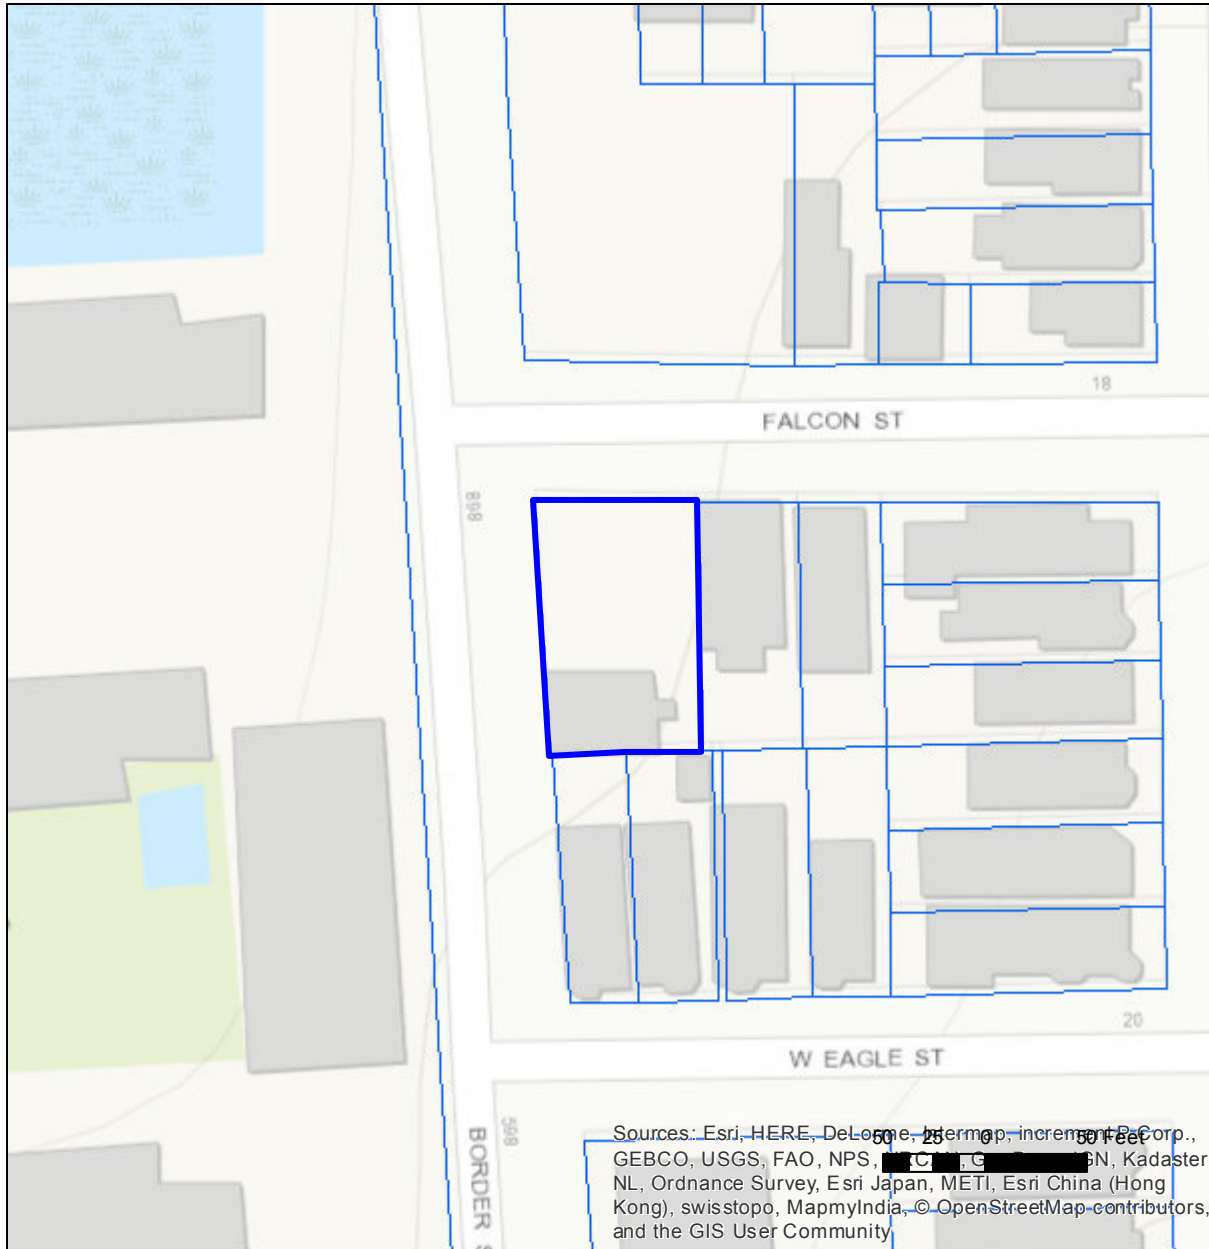 18
FALCON ST
898
20
W EAGLE ST
598
BORDER S
50 25 0 50 Feet
Sources: Esri, HERE, DeLorme, Intermap, increment P Corp.,
GEBCO, USGS, FAO, NPS, Kadaster
NL, Ordnance Survey, Esri Japan, METI, Esri China (Hong
Kong), swisstopo, MapmyIndia, © OpenStreetMap contributors,
and the GIS User Community